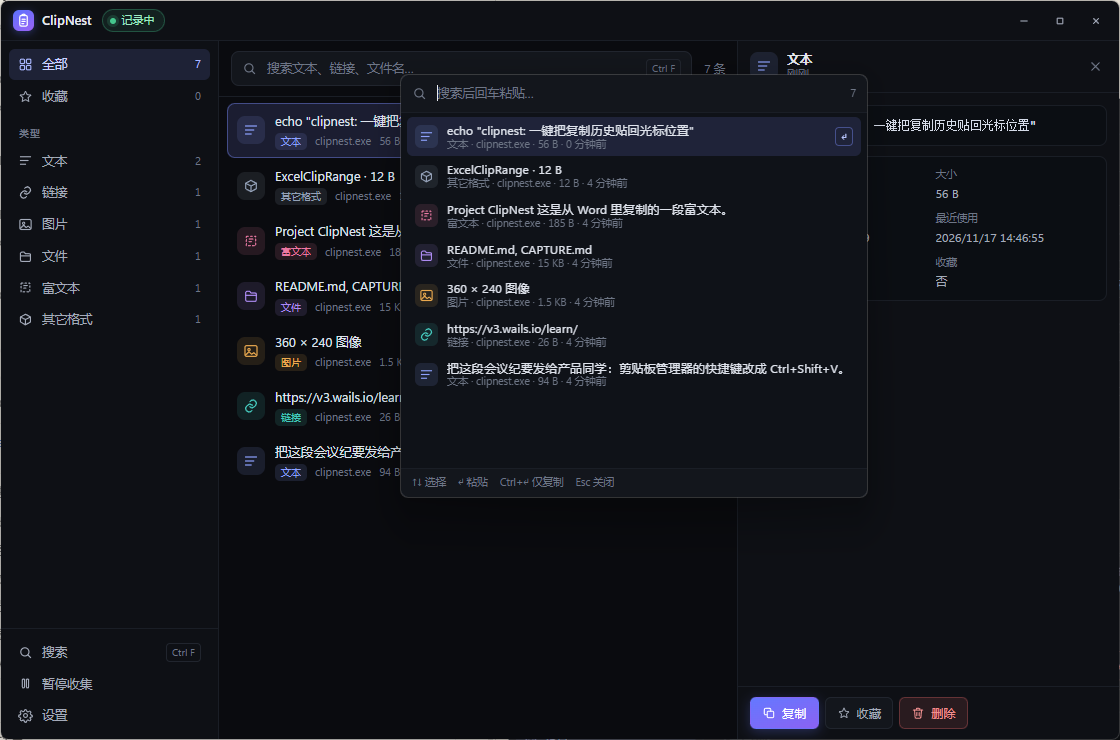 ClipNest
记录中
全部 7
收藏 0
类型
文本 2
链接 1
图片 1
文件 1
富文本 1
其它格式 1
搜索 Ctrl F
暂停收集
设置
搜索文本、链接、文件名... Ctrl F
7 条
echo "clipnest: 一键把
文本 clipnest.exe 56 B
ExcelClipRange · 12 B
其它格式 clipnest.exe
Project ClipNest 这是从
富文本 clipnest.exe 18
README.md, CAPTURE
文件 clipnest.exe 15 K
360 × 240 图像
图片 clipnest.exe 1.5 K
https://v3.wails.io/lear
链接 clipnest.exe 26 B
把这段会议纪要发给产
文本 clipnest.exe 94 B
搜索后回车粘贴... 7
echo "clipnest: 一键把复制历史贴回光标位置"
文本 · clipnest.exe · 56 B · 0 分钟前
ExcelClipRange · 12 B
其它格式 · clipnest.exe · 12 B · 4 分钟前
Project ClipNest 这是从 Word 里复制的一段富文本。
富文本 · clipnest.exe · 185 B · 4 分钟前
README.md, CAPTURE.md
文件 · clipnest.exe · 15 KB · 4 分钟前
360 × 240 图像
图片 · clipnest.exe · 1.5 KB · 4 分钟前
https://v3.wails.io/learn/
链接 · clipnest.exe · 26 B · 4 分钟前
把这段会议纪要发给产品同学：剪贴板管理器的快捷键改成 Ctrl+Shift+V。
文本 · clipnest.exe · 94 B · 4 分钟前
↑↓ 选择 ↵ 粘贴 Ctrl+↵ 仅复制 Esc 关闭
文本
一键把复制历史贴回光标位置"
大小
56 B
最近使用
2026/11/17 14:46:55
收藏
否
复制 收藏 删除